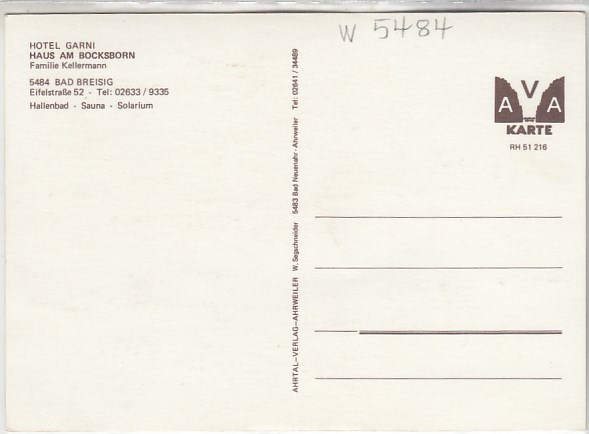 HOTEL GARNI
HAUS AM BOCKSBORN
Familie Kellermann
5484 BAD BREISIG
Eifelstraße 52 - Tel: 02633 / 9335
Hallenbad - Sauna - Solarium
AHRTAL–VERLAG–AHRWEILER W. Segschneider 5483 Bad Neuenahr-Ahrweiler Tel: 02641 / 34489
W 5484
AVA
KARTE
RH 51 216